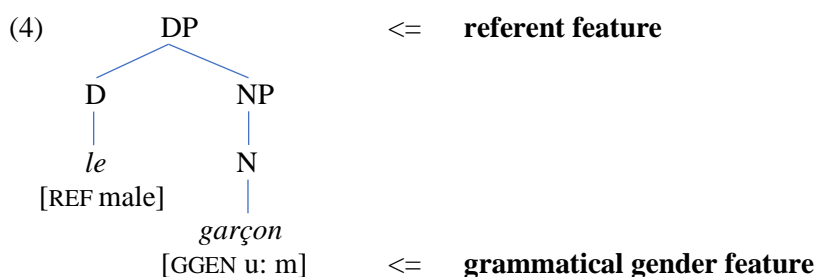 (4) DP <= referent feature
D NP
le N
[REF male]
garçon
[GGEN u: m] <= grammatical gender feature